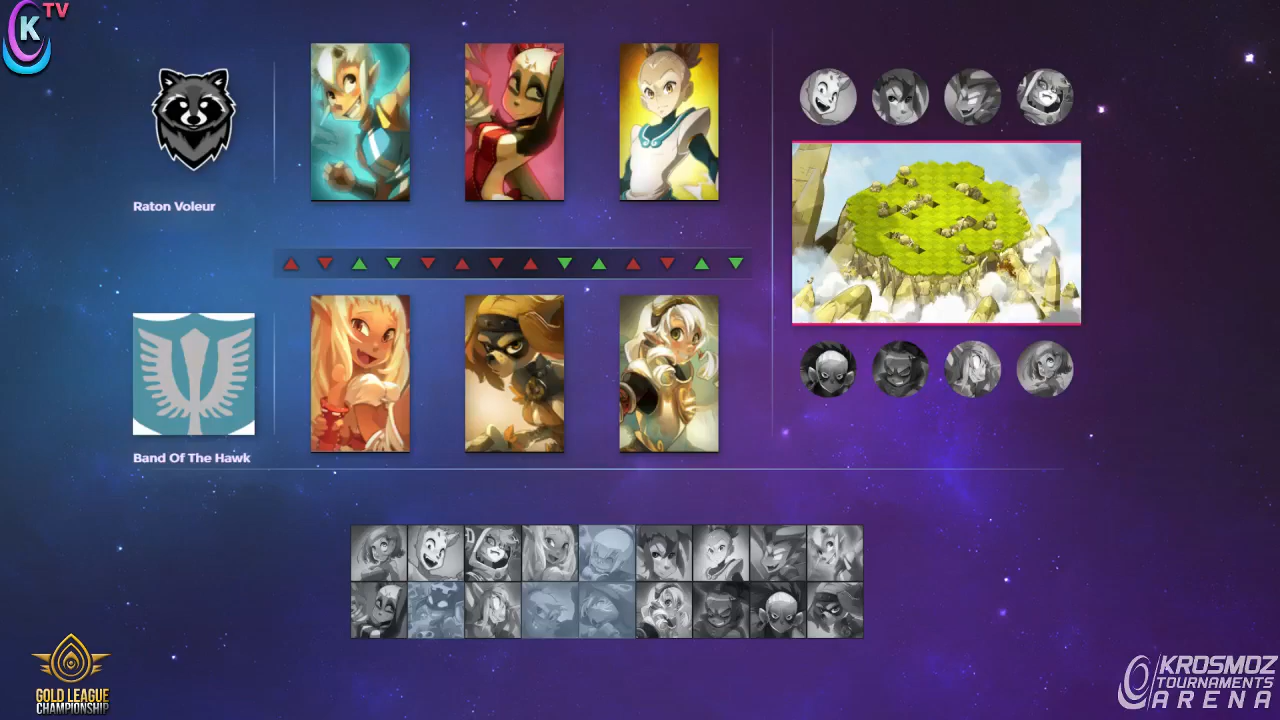 K TV
Raton Voleur
Band Of The Hawk
GOLD LEAGUE
CHAMPIONSHIP
KROSMOZ
TOURNAMENTS
ARENA